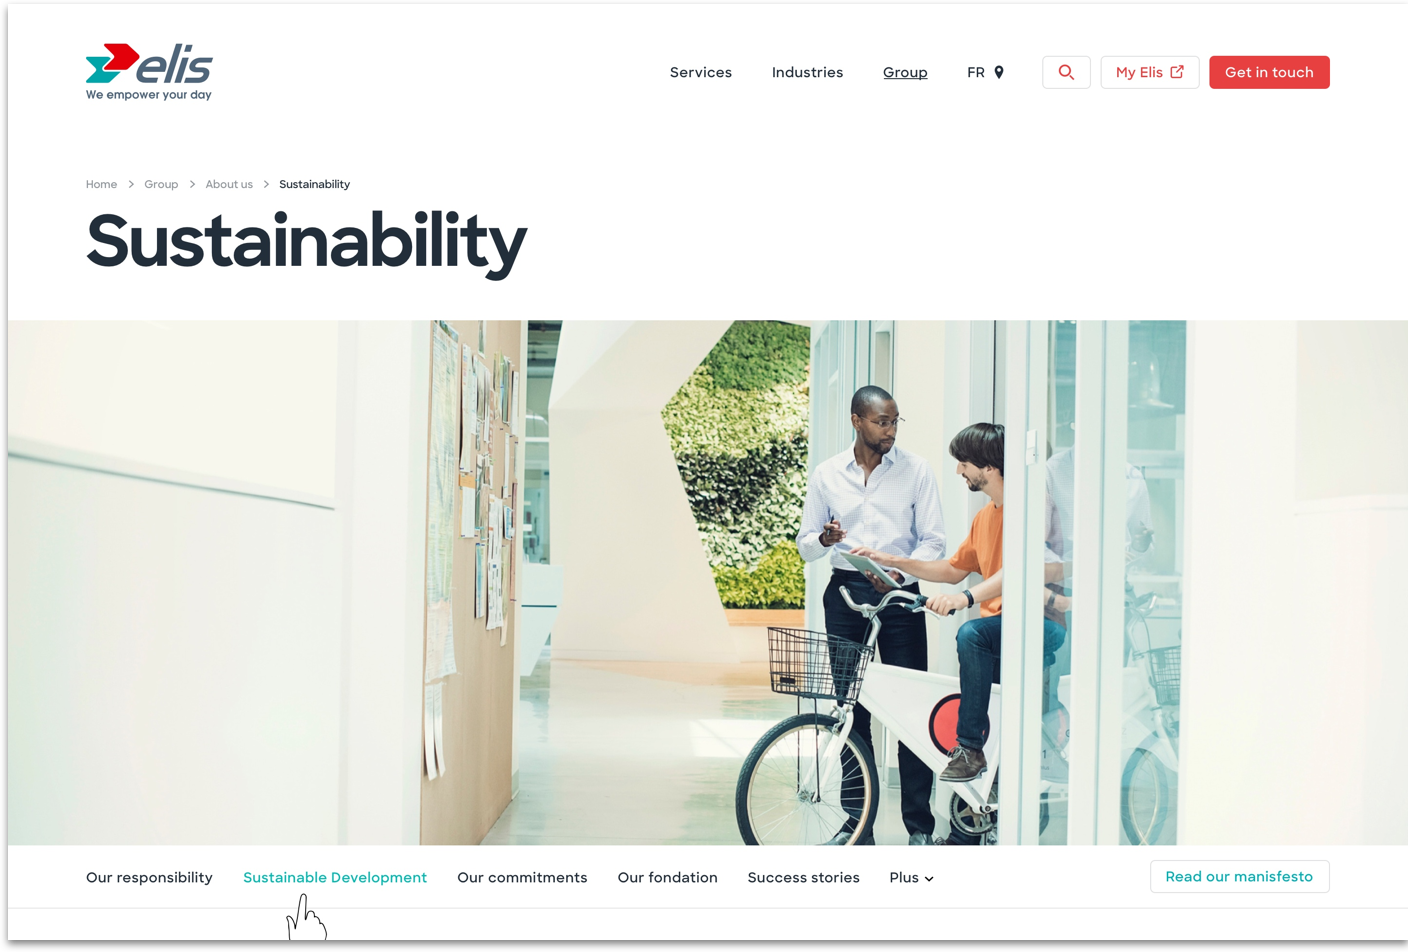 elis
We empower your day
Services Industries Group FR My Elis Get in touch
Home > Group > About us > Sustainability
Sustainability
Our responsibility Sustainable Development Our commitments Our fondation Success stories Plus Read our manisfesto